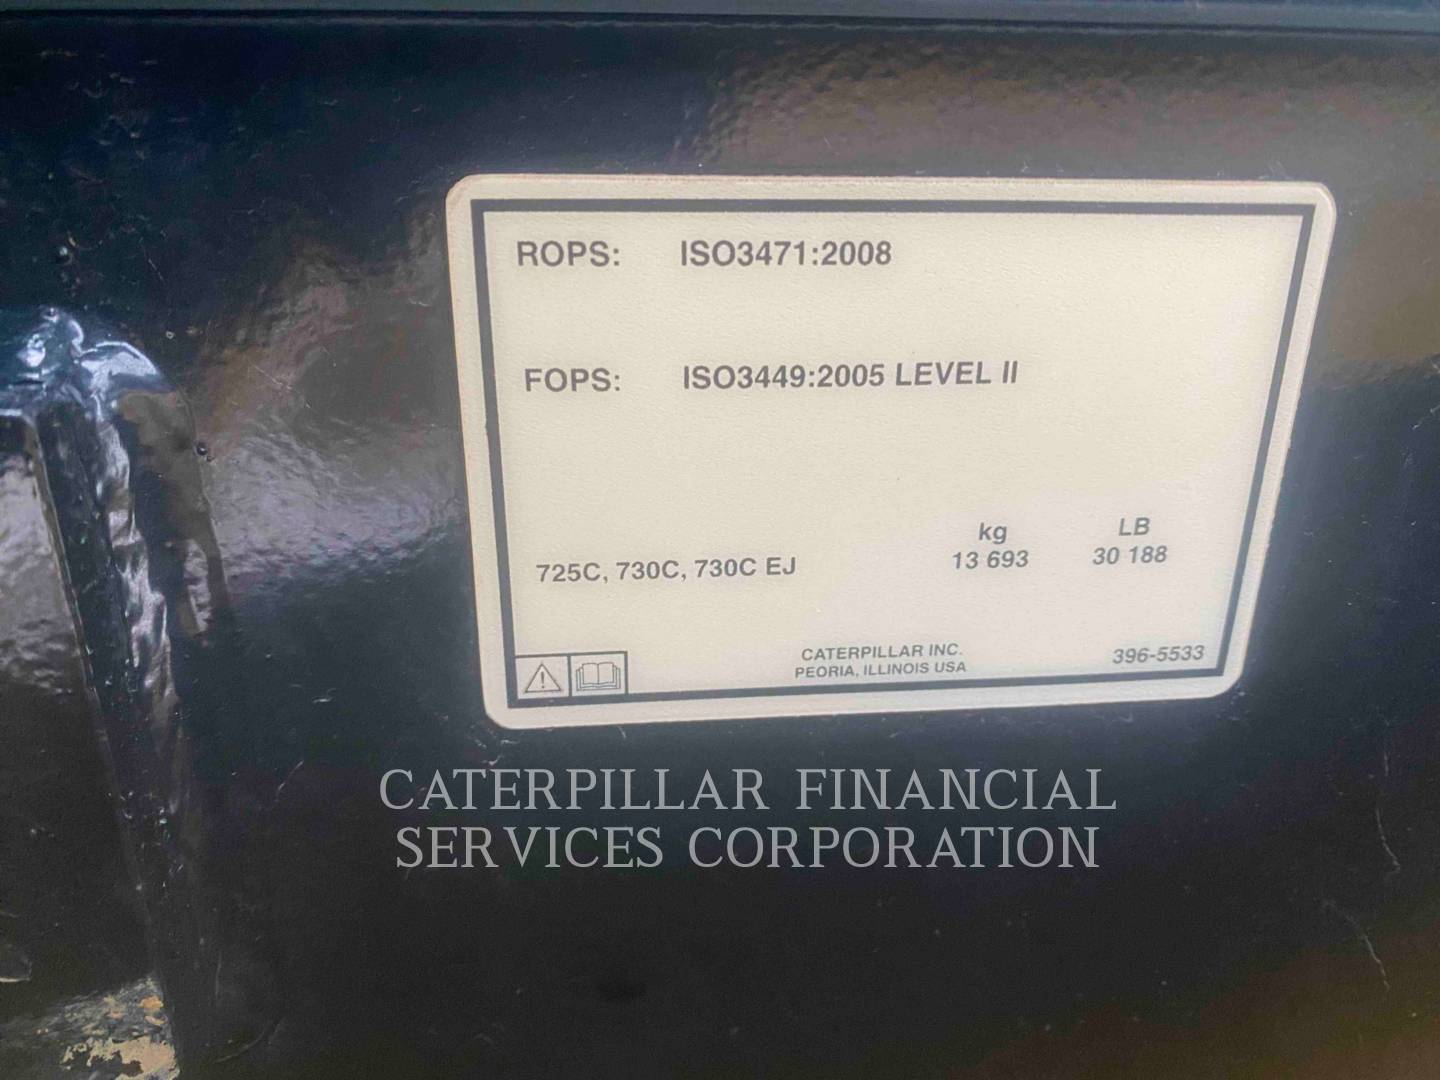 ROPS: ISO3471:2008
FOPS: ISO3449:2005 LEVEL II
kg LB
725C, 730C, 730C EJ 13 693 30 188
CATERPILLAR INC.
PEORIA, ILLINOIS USA
396-5533
CATERPILLAR FINANCIAL
SERVICES CORPORATION